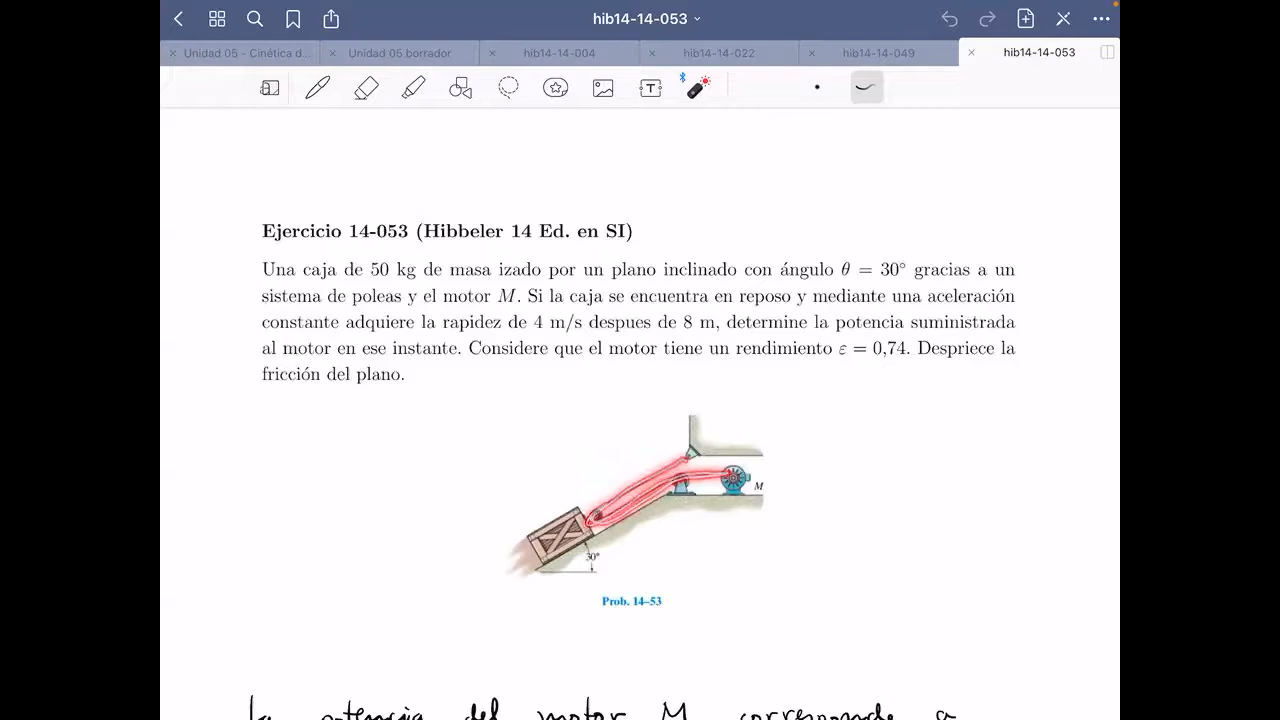 hib14-14-053
Unidad 05 - Cinética d...
Unidad 05 borrador
hib14-14-004
hib14-14-022
hib14-14-049
hib14-14-053
T
Ejercicio 14-053 (Hibbeler 14 Ed. en SI)
Una caja de 50 kg de masa izado por un plano inclinado con ángulo θ = 30° gracias a un
sistema de poleas y el motor M. Si la caja se encuentra en reposo y mediante una aceleración
constante adquiere la rapidez de 4 m/s despues de 8 m, determine la potencia suministrada
al motor en ese instante. Considere que el motor tiene un rendimiento ε = 0,74. Despriece la
fricción del plano.
M
30°
Prob. 14–53
La potencia del motor M corresponde a